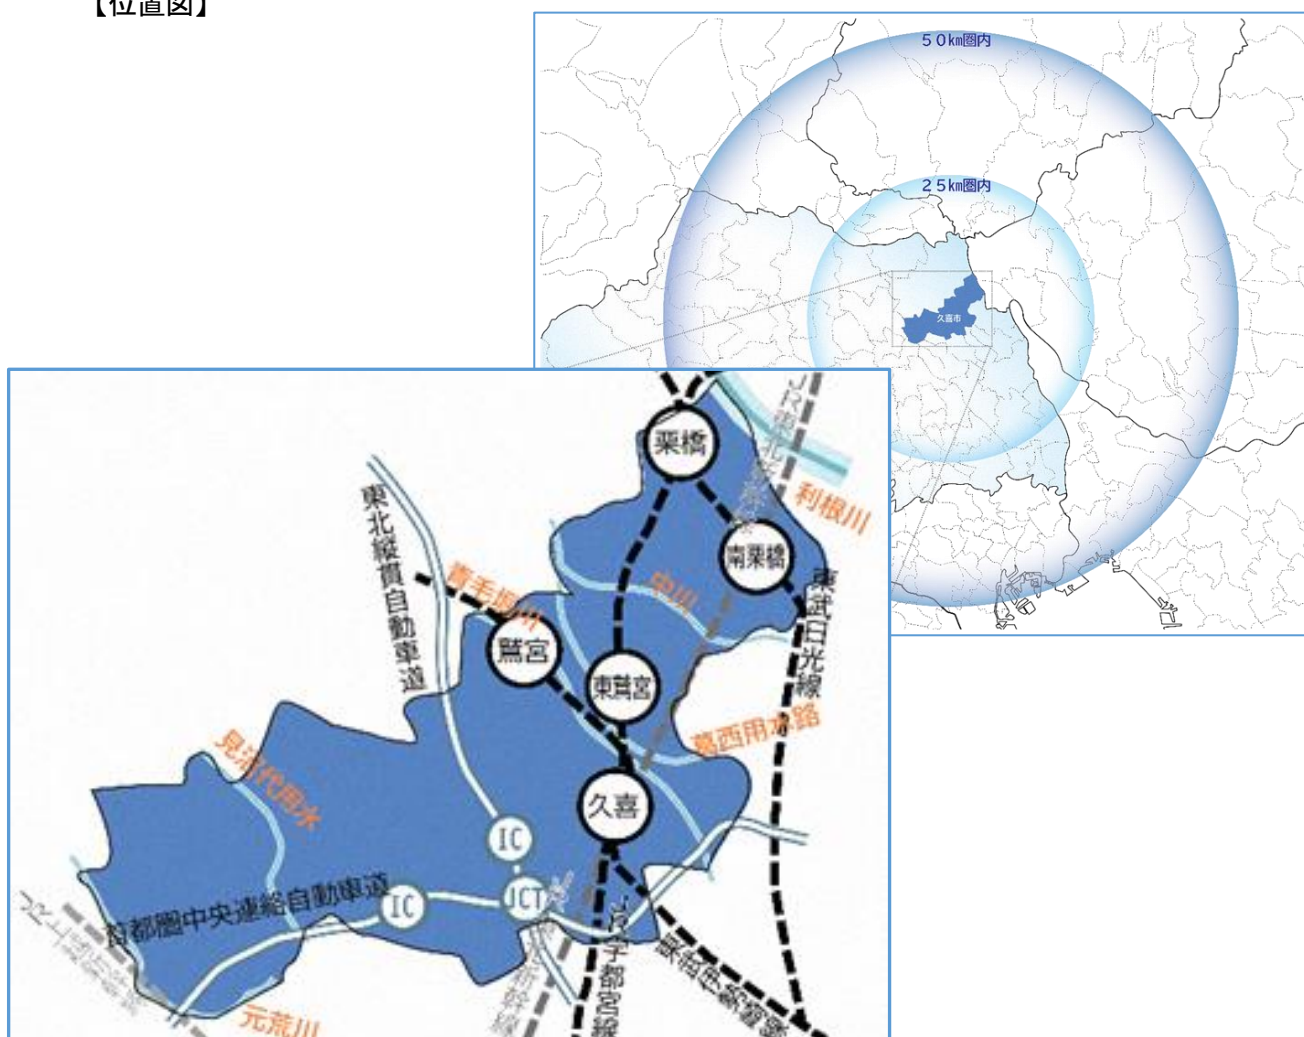 【位置図】
50km圏内
25km圏内
久喜市
栗橋
利根川
東北縦貫自動車道
南栗橋
青毛堀川
中川
東武日光線
鷲宮
東鷲宮
葛西用水路
見沼代用水
久喜
IC
首都圏中央連絡自動車道
IC
JCT
JR宇都宮線
東武伊勢崎線
元荒川